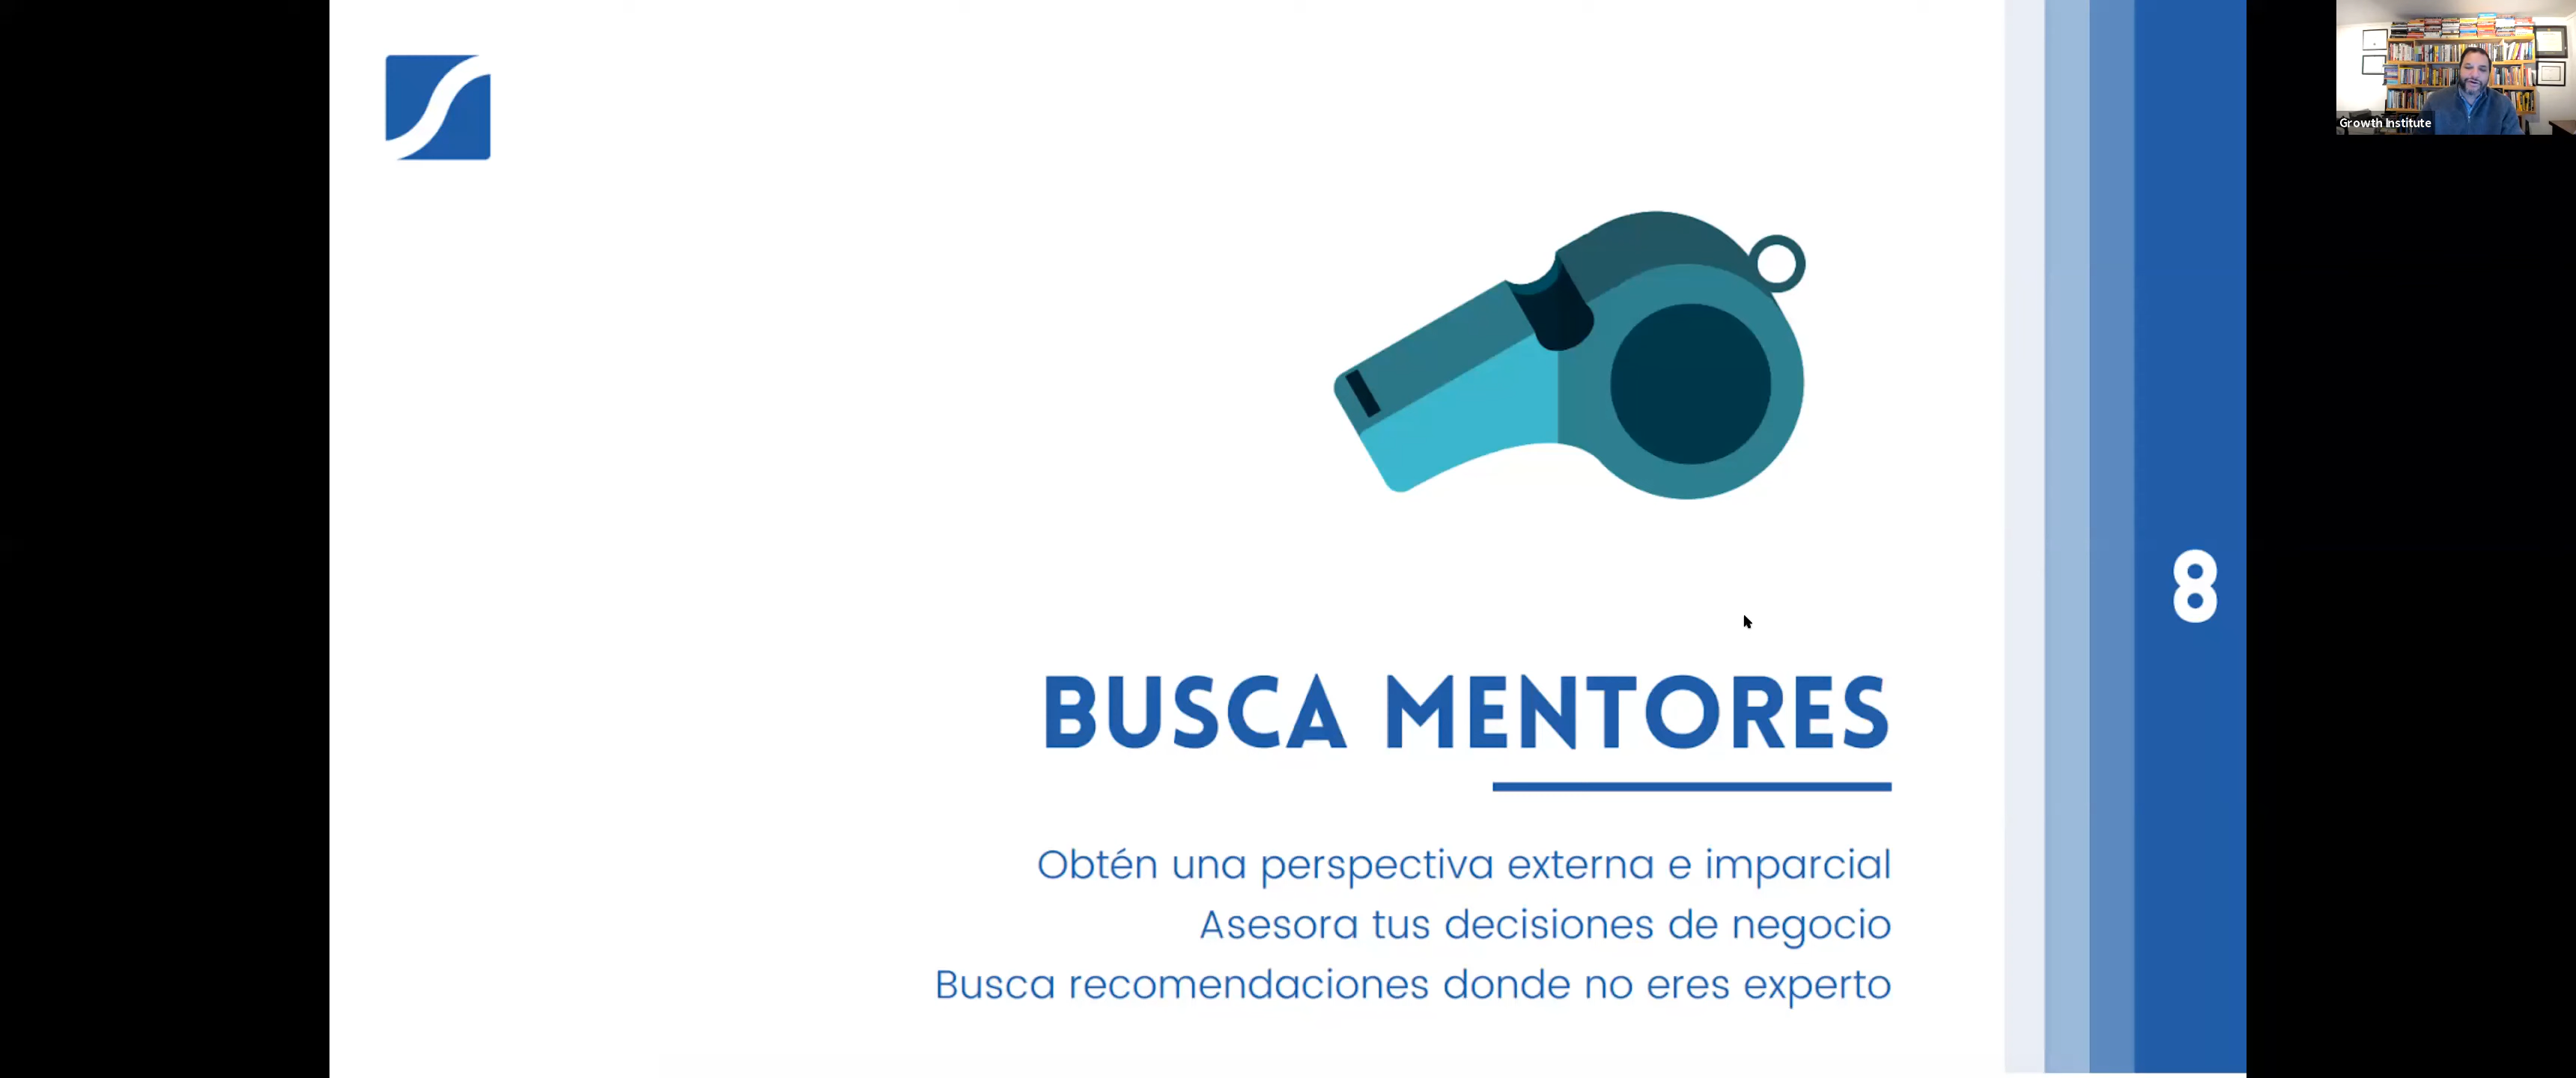 Growth Institute
8
BUSCA MENTORES
Obtén una perspectiva externa e imparcial
Asesora tus decisiones de negocio
Busca recomendaciones donde no eres experto